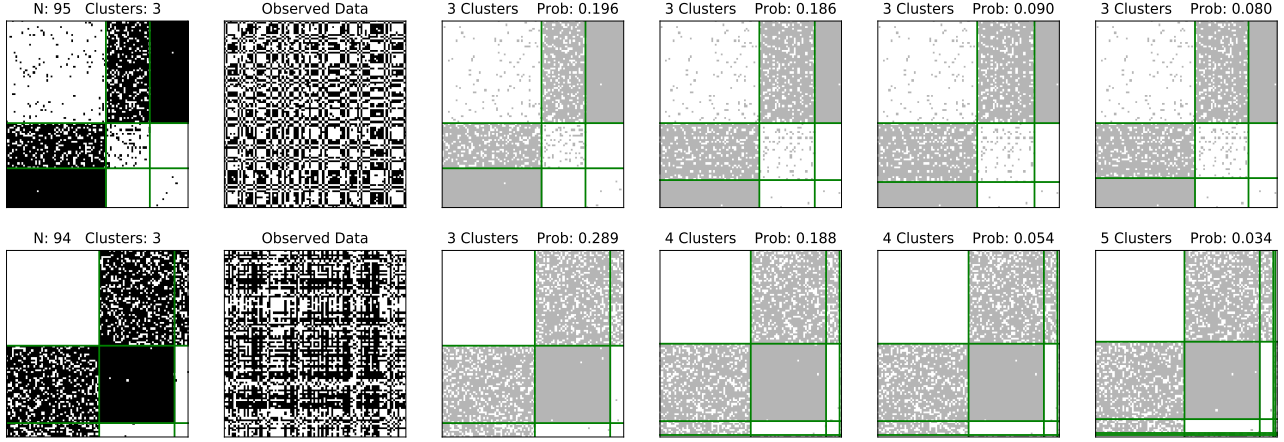 N: 95 Clusters: 3
Observed Data
3 Clusters Prob: 0.196
3 Clusters Prob: 0.186
3 Clusters Prob: 0.090
3 Clusters Prob: 0.080
N: 94 Clusters: 3
Observed Data
3 Clusters Prob: 0.289
4 Clusters Prob: 0.188
4 Clusters Prob: 0.054
5 Clusters Prob: 0.034